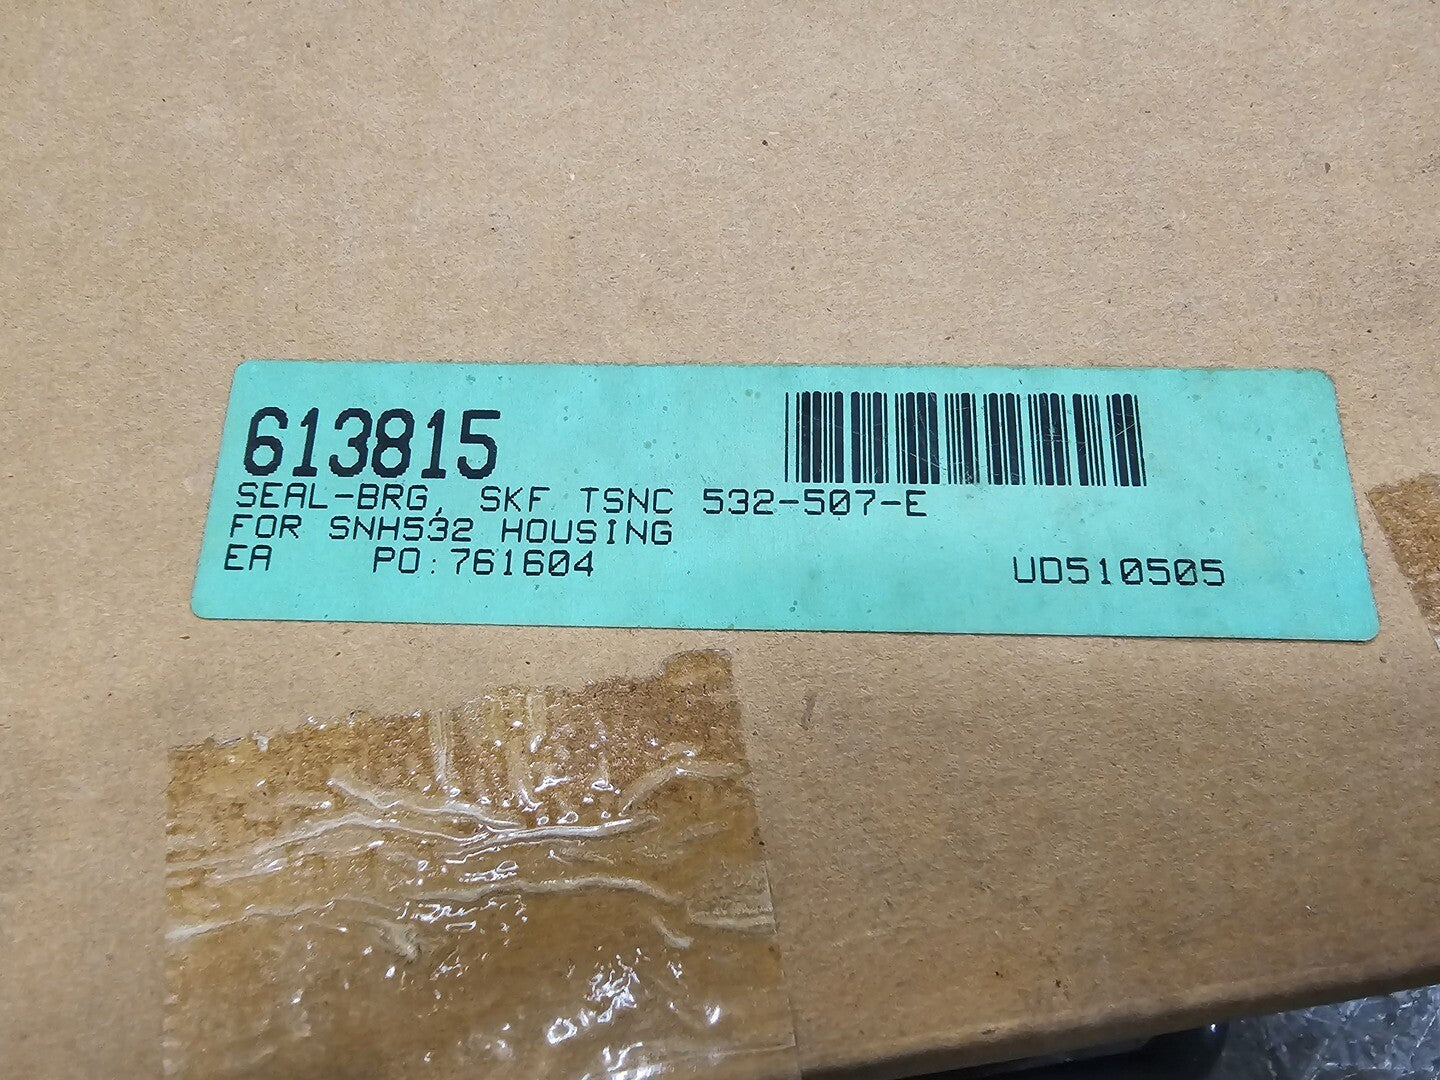 613815
SEAL-BRG, SKF TSNC 532-507-E
FOR SNH532 HOUSING
EA PO:761604 UD510505